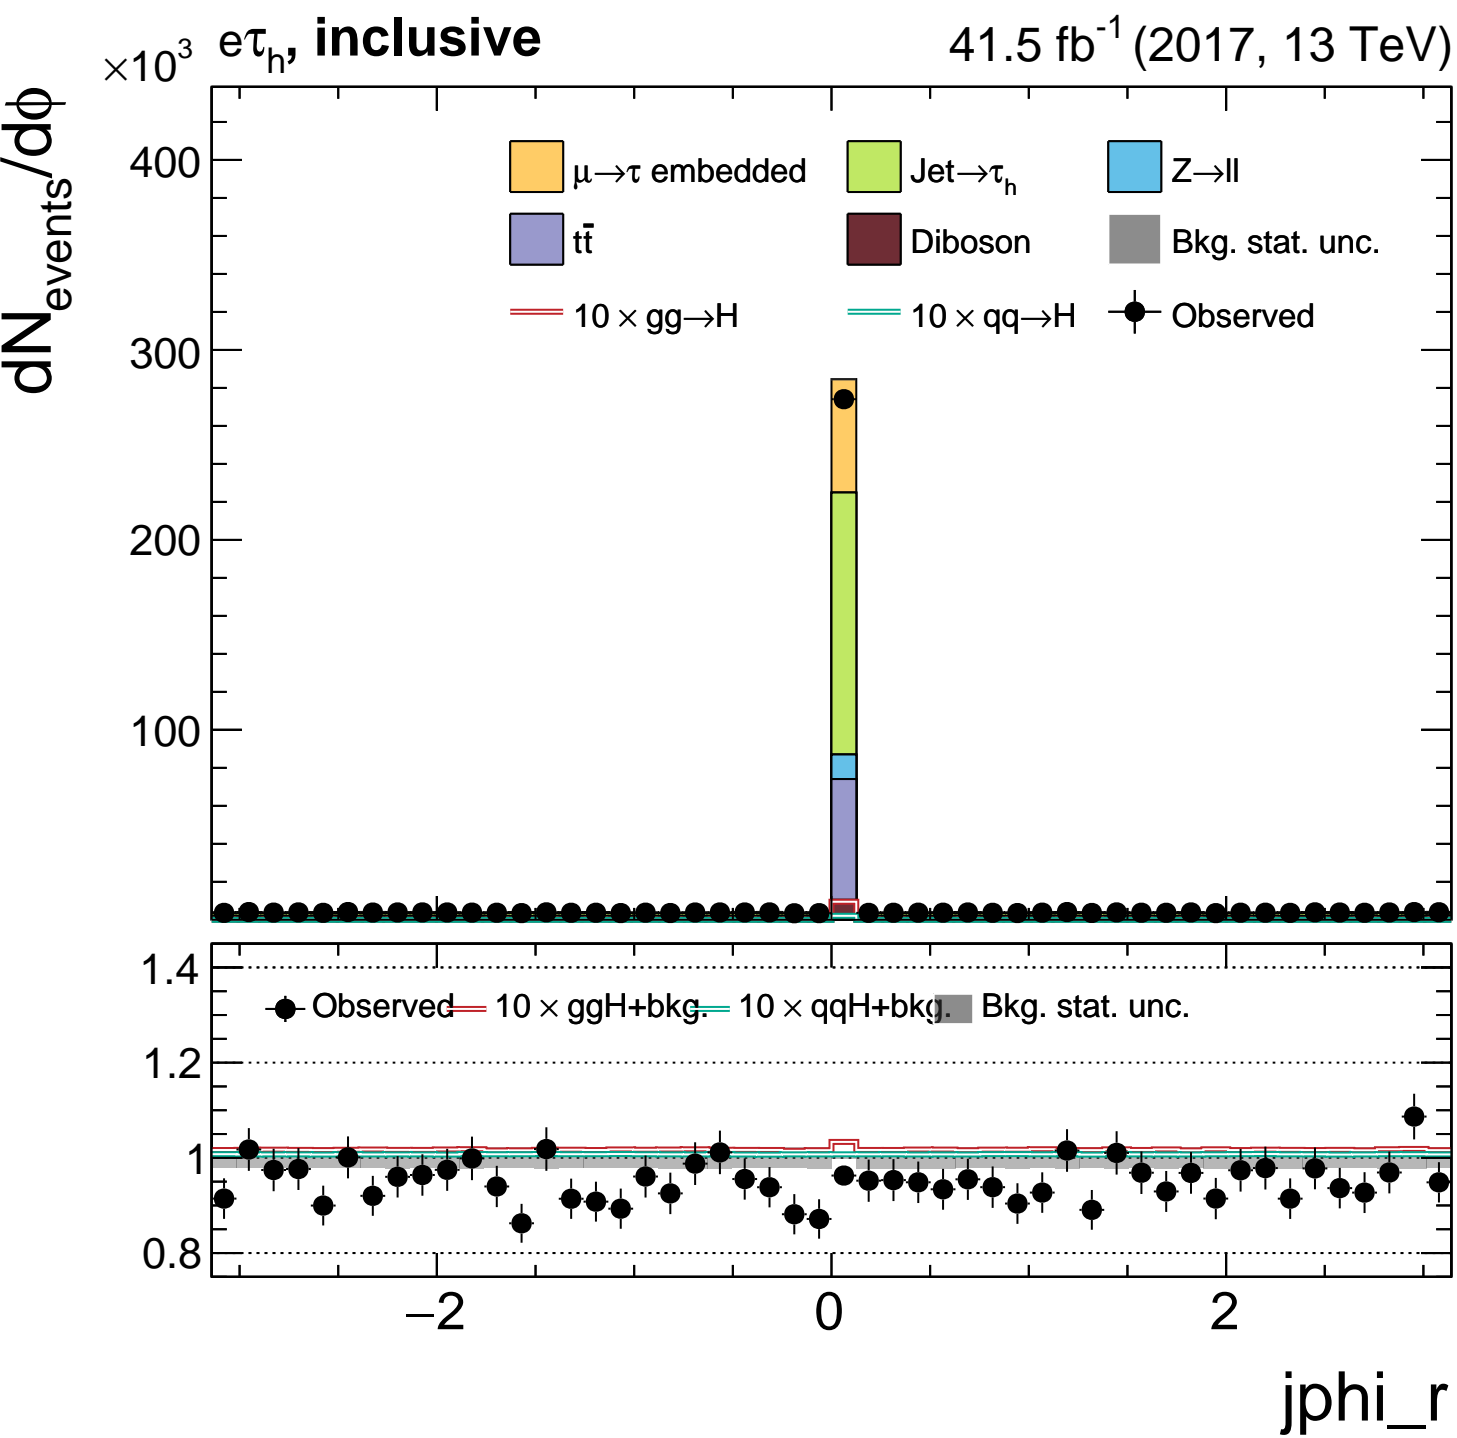 ×10³ eτₕ, inclusive 41.5 fb⁻¹ (2017, 13 TeV)
dN_events/dϕ
400
300
200
100
μ→τ embedded Jet→τₕ Z→ll
tt̄ Diboson Bkg. stat. unc.
10 × gg→H 10 × qq→H Observed
1.4
1.2
1
0.8
Observed 10 × ggH+bkg. 10 × qqH+bkg. Bkg. stat. unc.
−2 0 2
jphi_r